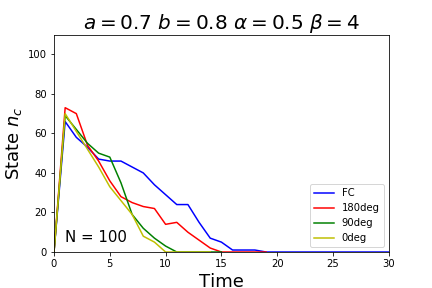 a = 0.7 b = 0.8 α = 0.5 β = 4
100
80
60
40
20
0
State n_c
N = 100
FC
180deg
90deg
0deg
0 5 10 15 20 25 30
Time